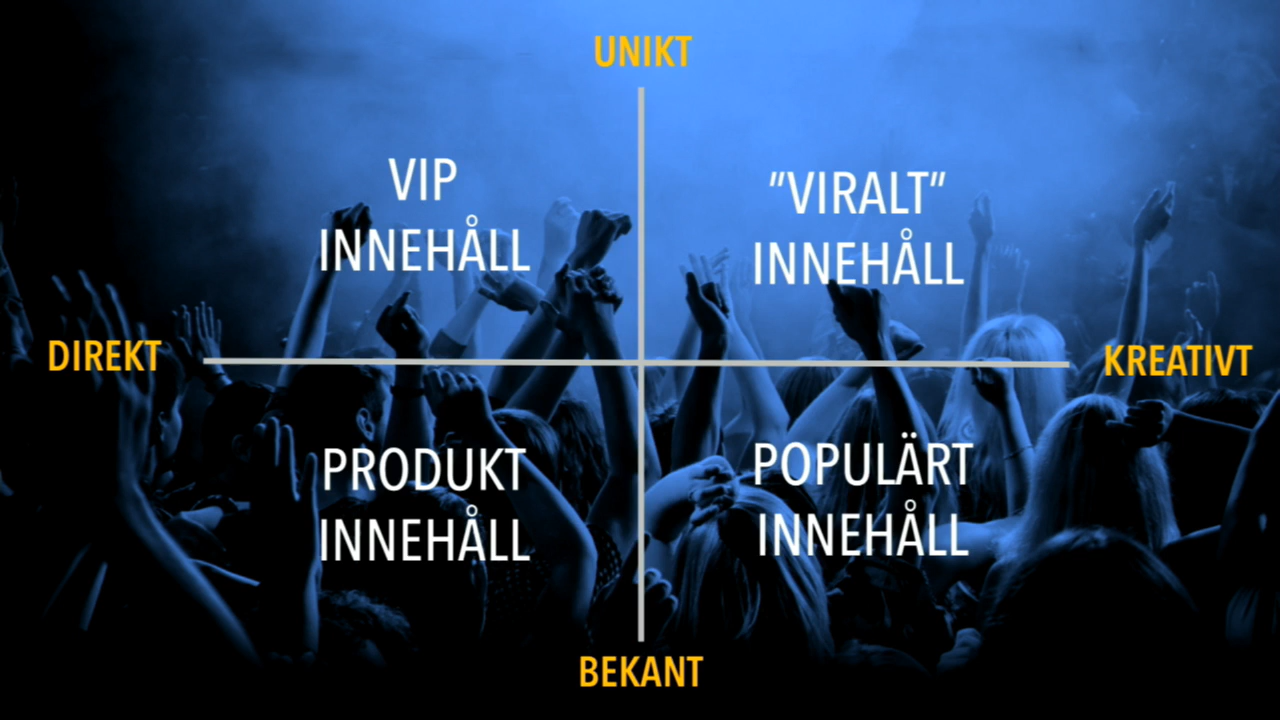 UNIKT
VIP
INNEHÅLL
”VIRALT”
INNEHÅLL
DIREKT
KREATIVT
PRODUKT
INNEHÅLL
POPULÄRT
INNEHÅLL
BEKANT